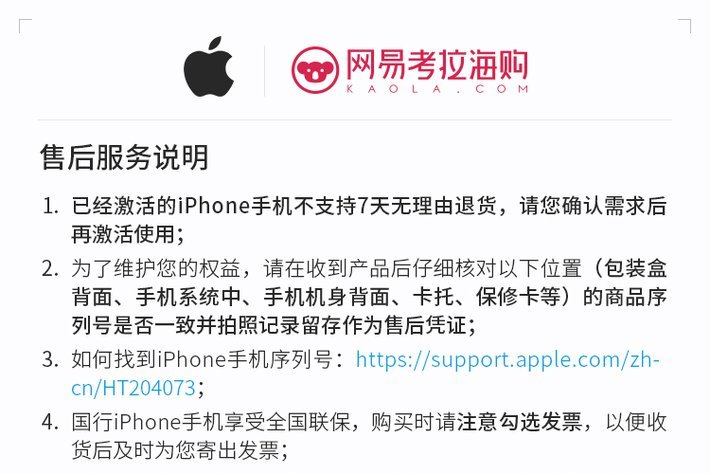 网易考拉海购
KAOLA.COM
售后服务说明
1. 已经激活的iPhone手机不支持7天无理由退货，请您确认需求后
再激活使用；
2. 为了维护您的权益，请在收到产品后仔细核对以下位置（包装盒
背面、手机系统中、手机机身背面、卡托、保修卡等）的商品序
列号是否一致并拍照记录留存作为售后凭证；
3. 如何找到iPhone手机序列号：https://support.apple.com/zh-
cn/HT204073；
4. 国行iPhone手机享受全国联保，购买时请注意勾选发票，以便收
货后及时为您寄出发票；